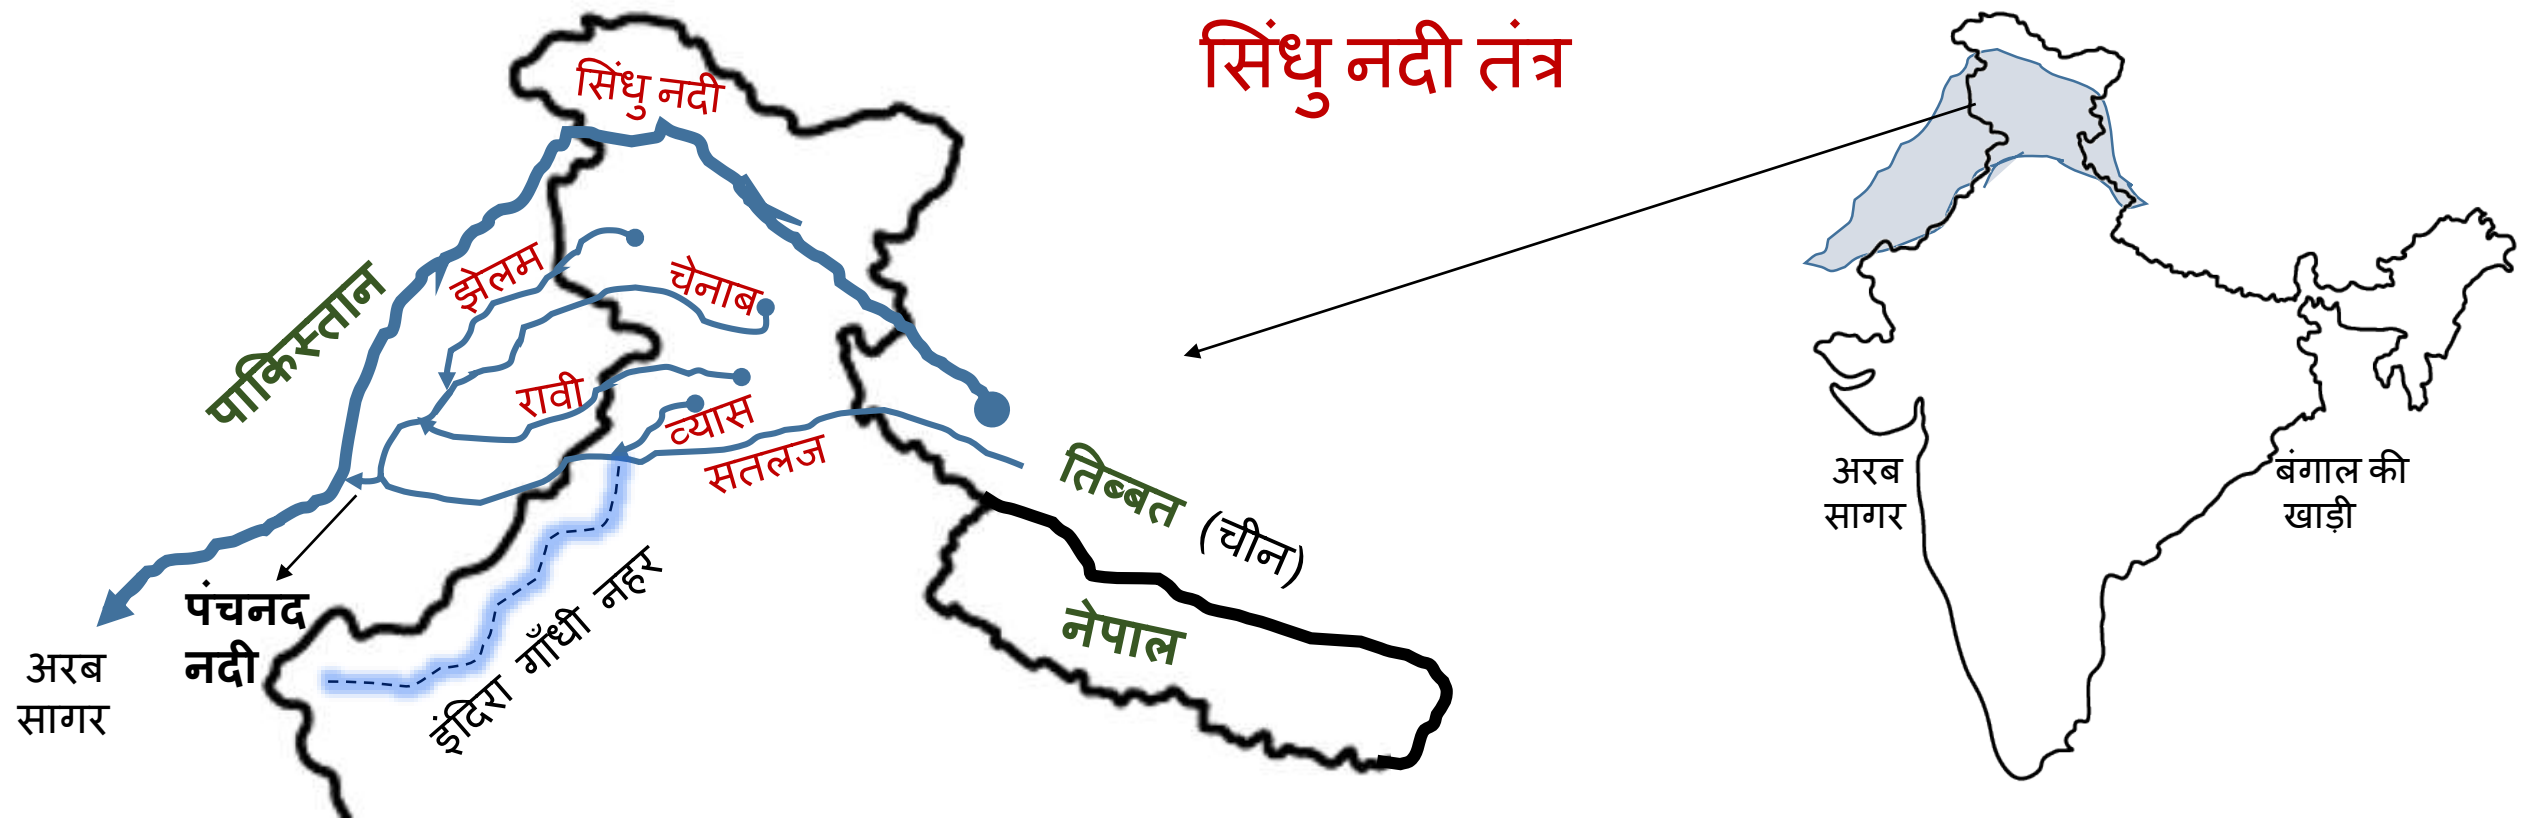 सिंधु नदी तंत्र
सिंधु नदी
झेलम
चेनाब
पाकिस्तान
रावी
व्यास
सतलज
तिब्बत (चीन)
नेपाल
पंचनद
नदी
इंदिरा गाँधी नहर
अरब
सागर
अरब
सागर
बंगाल की
खाड़ी